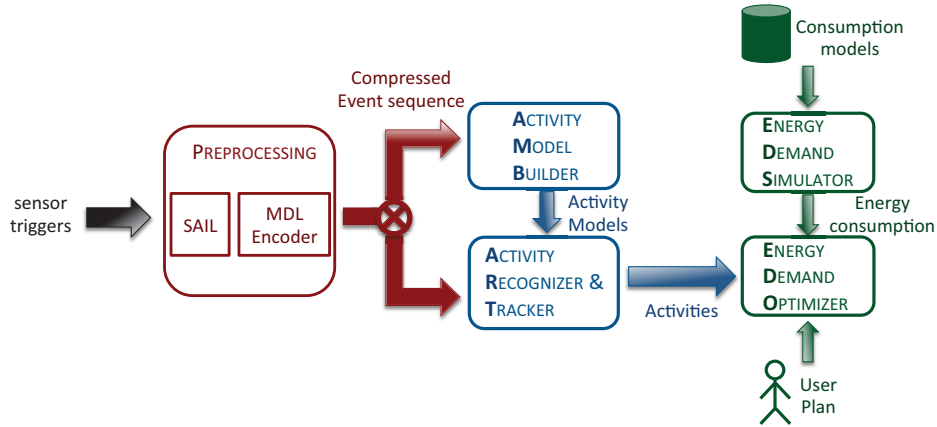 sensor
triggers
PREPROCESSING
SAIL
MDL
Encoder
Compressed
Event sequence
ACTIVITY
MODEL
BUILDER
Activity
Models
ACTIVITY
RECOGNIZER &
TRACKER
Activities
Consumption
models
ENERGY
DEMAND
SIMULATOR
Energy
consumption
ENERGY
DEMAND
OPTIMIZER
User
Plan